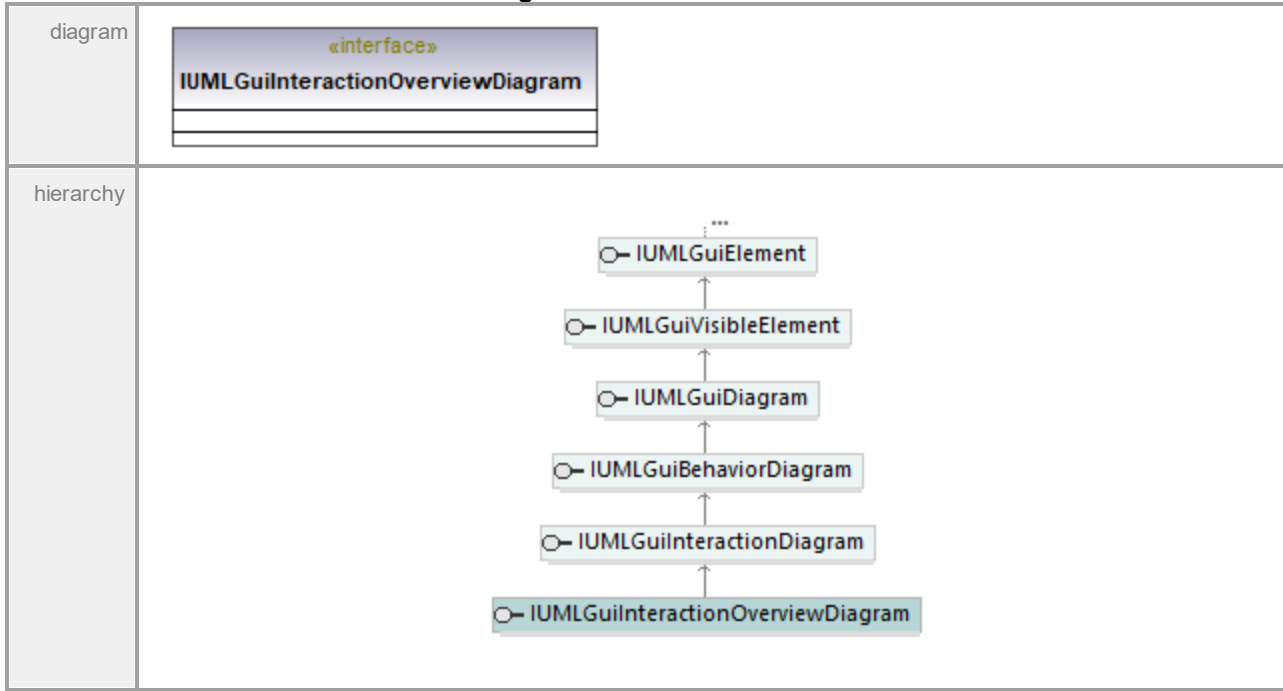 diagram
«interface»
IUMLGuiInteractionOverviewDiagram
hierarchy
...
IUMLGuiElement
IUMLGuiVisibleElement
IUMLGuiDiagram
IUMLGuiBehaviorDiagram
IUMLGuiInteractionDiagram
IUMLGuiInteractionOverviewDiagram